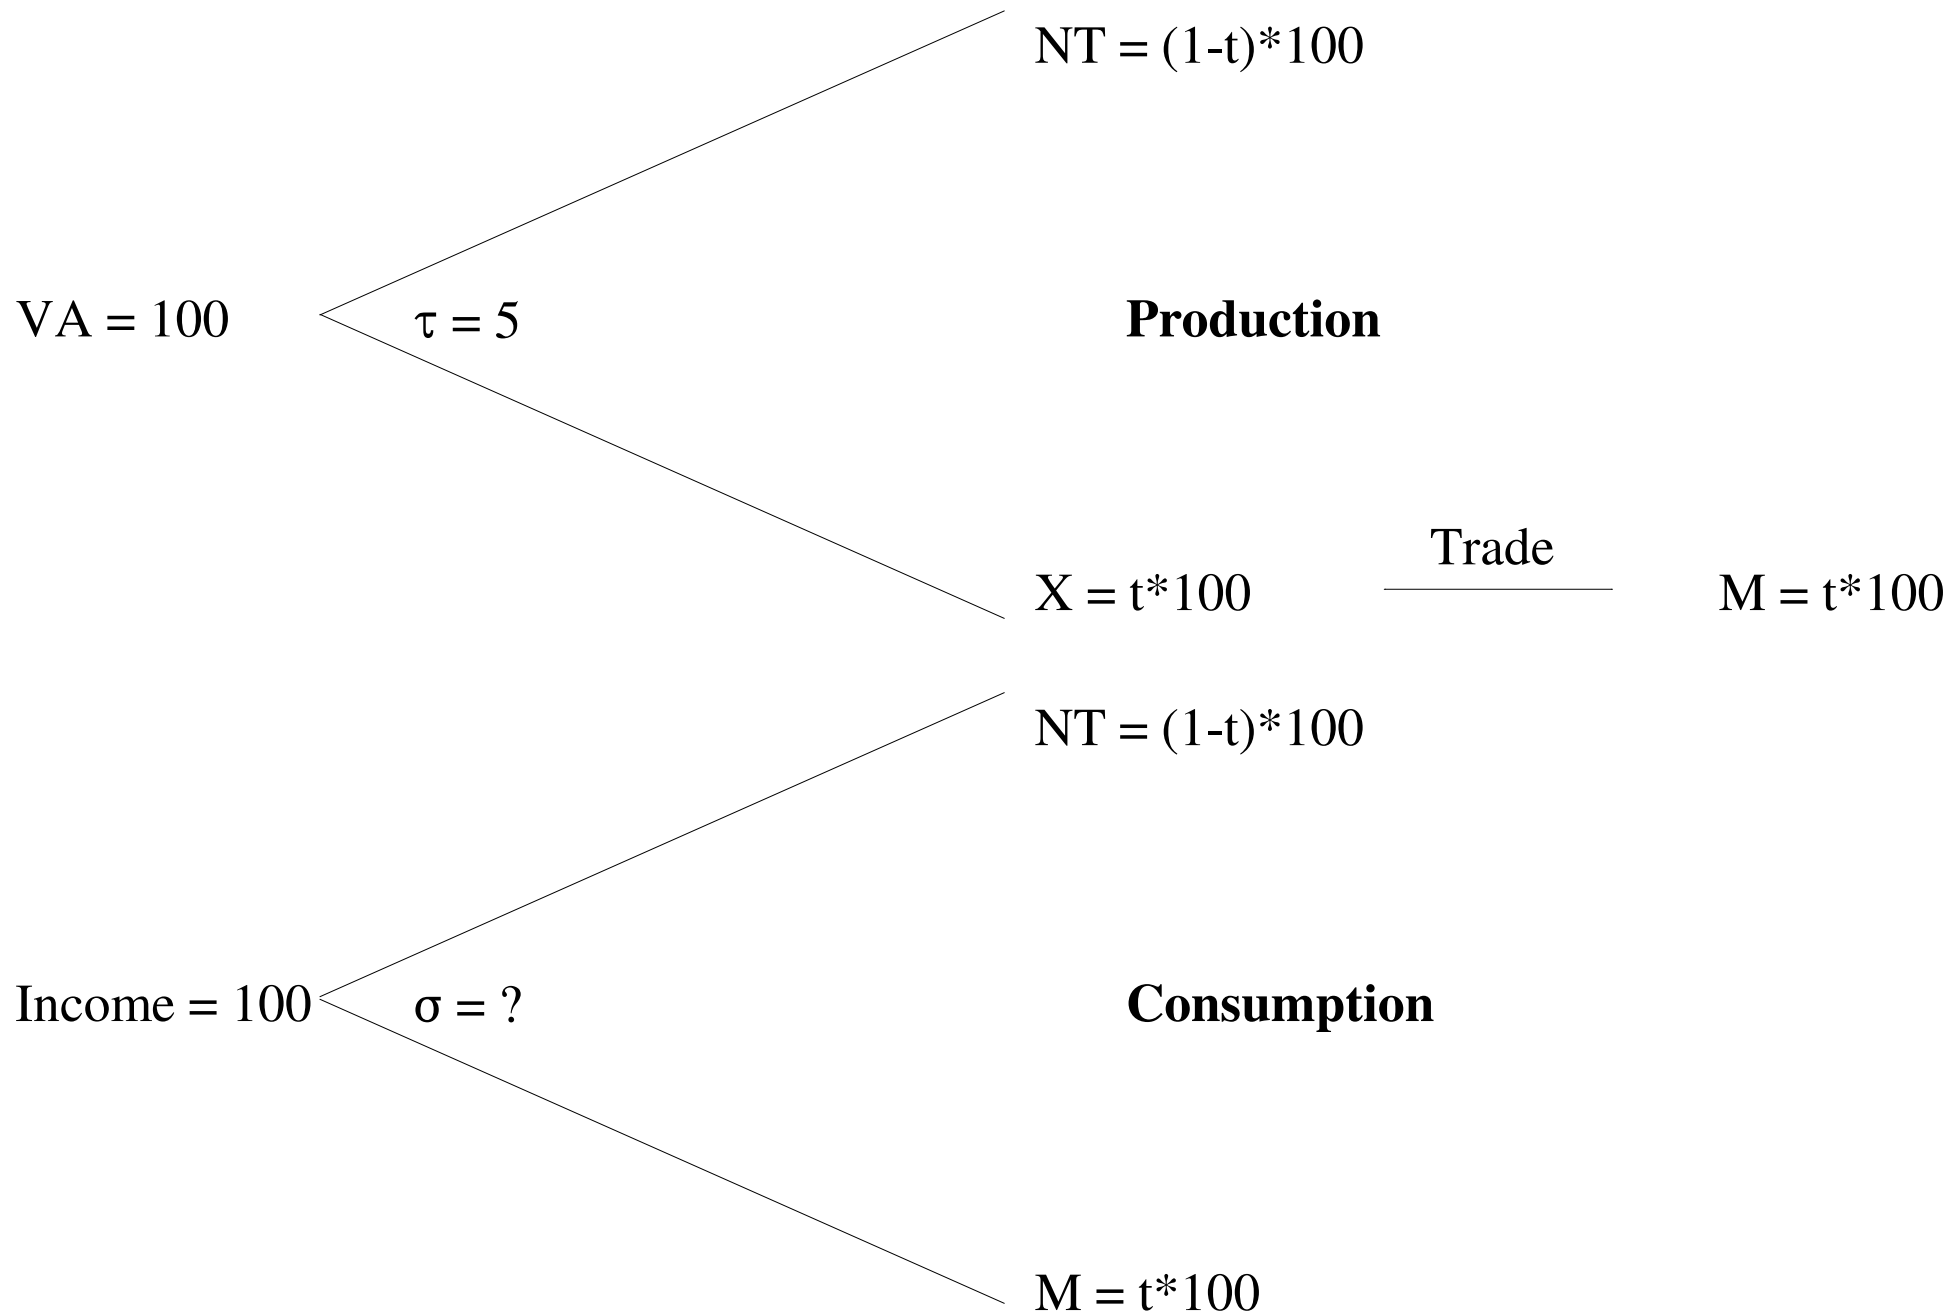 NT = (1-t)*100
VA = 100
τ = 5
Production
Trade
X = t*100
M = t*100
NT = (1-t)*100
Income = 100
σ = ?
Consumption
M = t*100